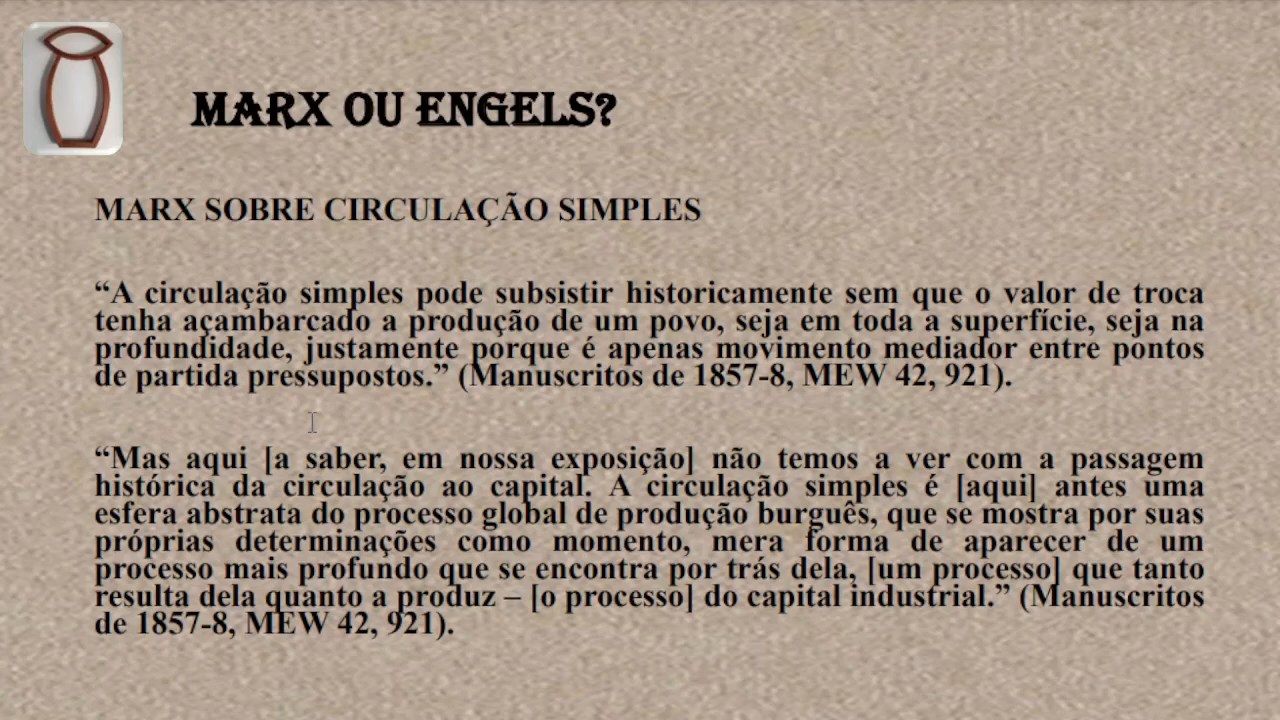 MARX OU ENGELS?
MARX SOBRE CIRCULAÇÃO SIMPLES
“A circulação simples pode subsistir historicamente sem que o valor de troca
tenha açambarcado a produção de um povo, seja em toda a superfície, seja na
profundidade, justamente porque é apenas movimento mediador entre pontos
de partida pressupostos.” (Manuscritos de 1857-8, MEW 42, 921).
“Mas aqui [a saber, em nossa exposição] não temos a ver com a passagem
histórica da circulação ao capital. A circulação simples é [aqui] antes uma
esfera abstrata do processo global de produção burguês, que se mostra por suas
próprias determinações como momento, mera forma de aparecer de um
processo mais profundo que se encontra por trás dela, [um processo] que tanto
resulta dela quanto a produz – [o processo] do capital industrial.” (Manuscritos
de 1857-8, MEW 42, 921).